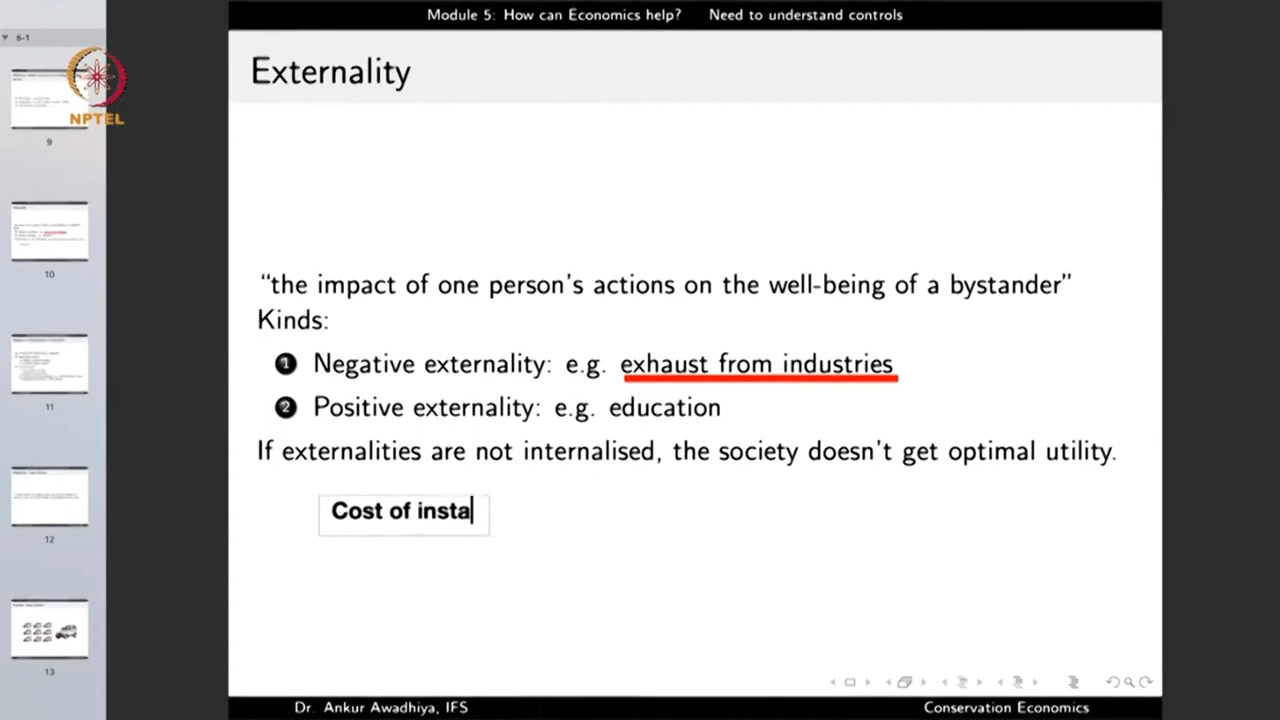 Module 5: How can Economics help? Need to understand controls
5-1
NPTEL
9
10
11
12
13
Externality
“the impact of one person's actions on the well-being of a bystander”
Kinds:
1 Negative externality: e.g. exhaust from industries
2 Positive externality: e.g. education
If externalities are not internalised, the society doesn't get optimal utility.
Cost of insta
Dr. Ankur Awadhiya, IFS
Conservation Economics